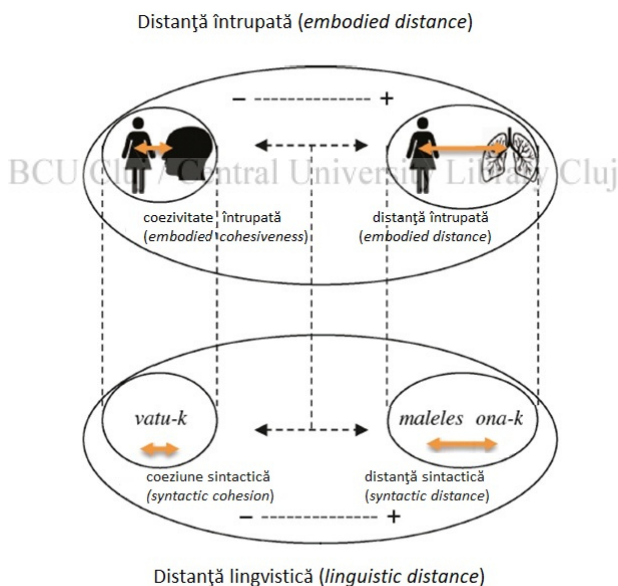 Distanţă întrupată (embodied distance)
– +
BCU Cluj / Central University Library Cluj
coezivitate întrupată
(embodied cohesiveness)
distanţă întrupată
(embodied distance)
vatu-k
maleles ona-k
coeziune sintactică
(syntactic cohesion)
distanţă sintactică
(syntactic distance)
– +
Distanţă lingvistică (linguistic distance)